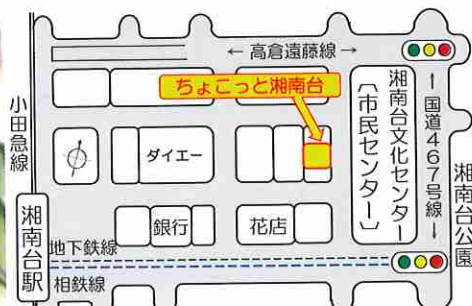 ← 高倉遠藤線 →
ちょこっと湘南台
小田急線
ダイエー
湘南台文化センター
〔市民センター〕
← 国道467号線 →
湘南台公園
湘南台駅
銀行
花店
地下鉄線
相鉄線